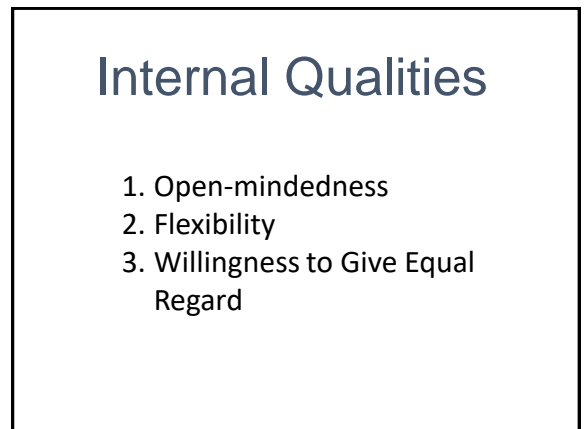 Internal Qualities
1. Open-mindedness
2. Flexibility
3. Willingness to Give Equal
Regard